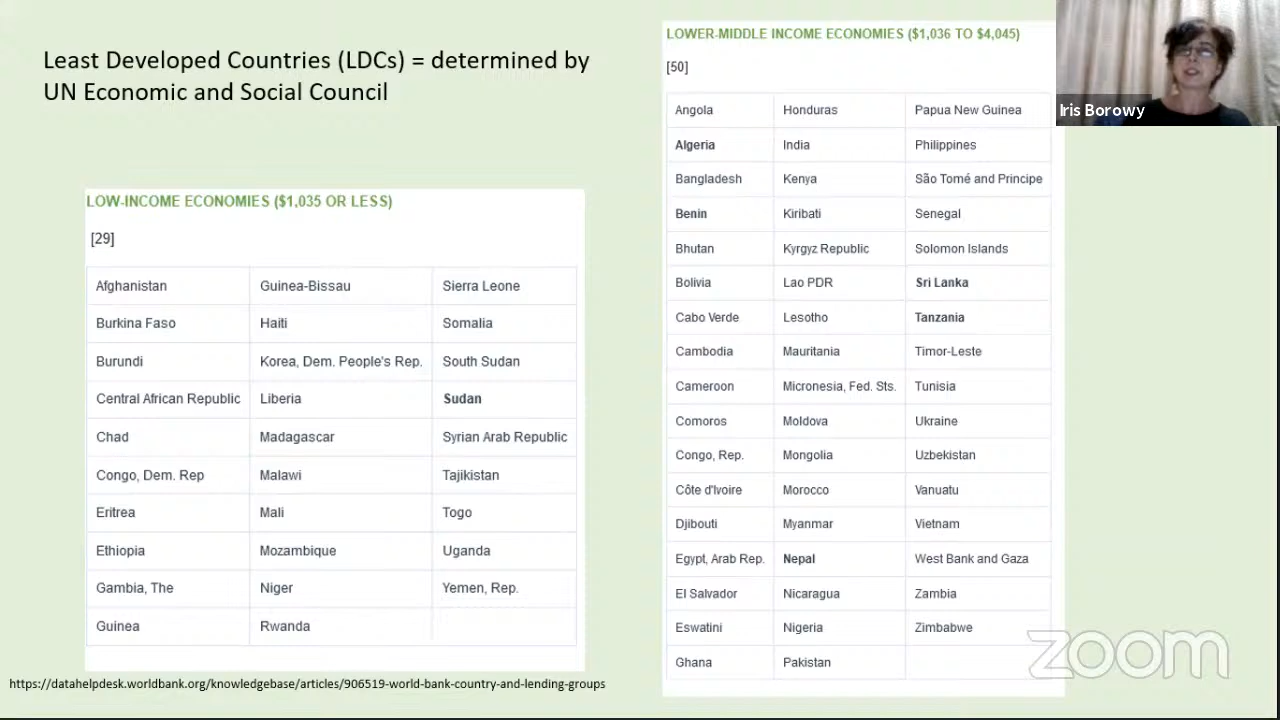 Least Developed Countries (LDCs) = determined by
UN Economic and Social Council
LOW-INCOME ECONOMIES ($1,035 OR LESS)
[29]
Afghanistan Guinea-Bissau Sierra Leone
Burkina Faso Haiti Somalia
Burundi Korea, Dem. People's Rep. South Sudan
Central African Republic Liberia Sudan
Chad Madagascar Syrian Arab Republic
Congo, Dem. Rep Malawi Tajikistan
Eritrea Mali Togo
Ethiopia Mozambique Uganda
Gambia, The Niger Yemen, Rep.
Guinea Rwanda
https://datahelpdesk.worldbank.org/knowledgebase/articles/906519-world-bank-country-and-lending-groups
LOWER-MIDDLE INCOME ECONOMIES ($1,036 TO $4,045)
[50]
Angola Honduras Papua New Guinea
Algeria India Philippines
Bangladesh Kenya São Tomé and Principe
Benin Kiribati Senegal
Bhutan Kyrgyz Republic Solomon Islands
Bolivia Lao PDR Sri Lanka
Cabo Verde Lesotho Tanzania
Cambodia Mauritania Timor-Leste
Cameroon Micronesia, Fed. Sts. Tunisia
Comoros Moldova Ukraine
Congo, Rep. Mongolia Uzbekistan
Côte d'Ivoire Morocco Vanuatu
Djibouti Myanmar Vietnam
Egypt, Arab Rep. Nepal West Bank and Gaza
El Salvador Nicaragua Zambia
Eswatini Nigeria Zimbabwe
Ghana Pakistan
Iris Borowy
zoom